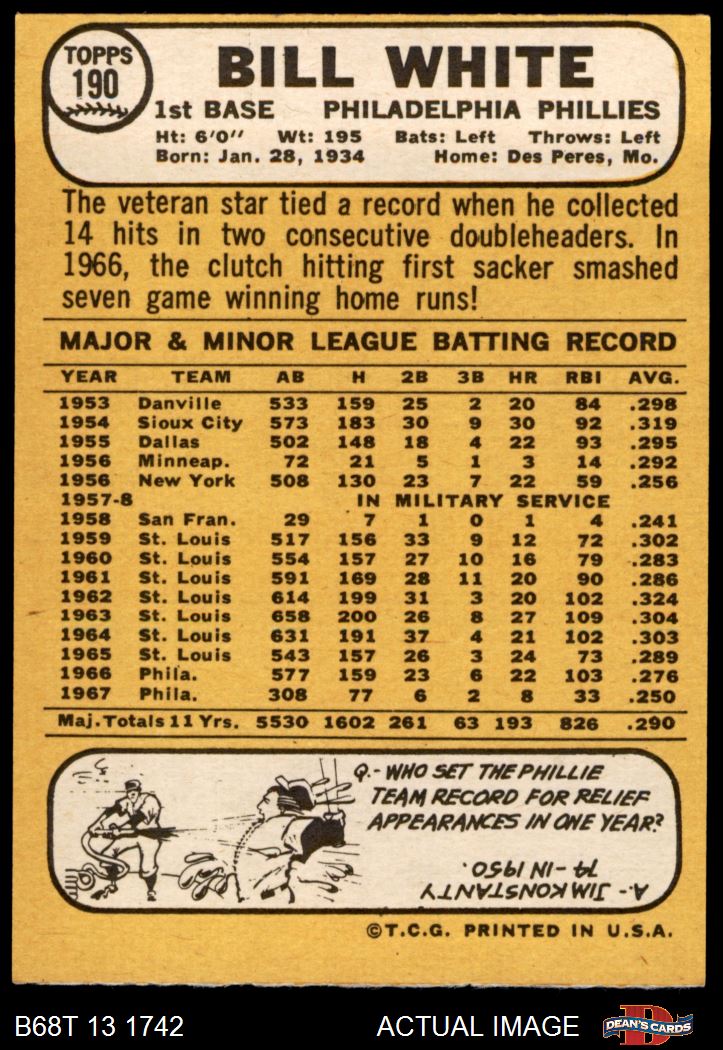 TOPPS
190
BILL WHITE
1st BASE PHILADELPHIA PHILLIES
Ht: 6'0" Wt: 195 Bats: Left Throws: Left
Born: Jan. 28, 1934 Home: Des Peres, Mo.
The veteran star tied a record when he collected
14 hits in two consecutive doubleheaders. In
1966, the clutch hitting first sacker smashed
seven game winning home runs!
MAJOR & MINOR LEAGUE BATTING RECORD
YEAR TEAM AB H 2B 3B HR RBI AVG.
1953 Danville 533 159 25 2 20 84 .298
1954 Sioux City 573 183 30 9 30 92 .319
1955 Dallas 502 148 18 4 22 93 .295
1956 Minneap. 72 21 5 1 3 14 .292
1956 New York 508 130 23 7 22 59 .256
1957-8 IN MILITARY SERVICE
1958 San Fran. 29 7 1 0 1 4 .241
1959 St. Louis 517 156 33 9 12 72 .302
1960 St. Louis 554 157 27 10 16 79 .283
1961 St. Louis 591 169 28 11 20 90 .286
1962 St. Louis 614 199 31 3 20 102 .324
1963 St. Louis 658 200 26 8 27 109 .304
1964 St. Louis 631 191 37 4 21 102 .303
1965 St. Louis 543 157 26 3 24 73 .289
1966 Phila. 577 159 23 6 22 103 .276
1967 Phila. 308 77 6 2 8 33 .250
Maj. Totals 11 Yrs. 5530 1602 261 63 193 826 .290
Q.- WHO SET THE PHILLIE
TEAM RECORD FOR RELIEF
APPEARANCES IN ONE YEAR?
A.- JIM KONSTANTY
74 -IN 1950.
©T.C.G. PRINTED IN U.S.A.
B68T 13 1742 ACTUAL IMAGE
D
DEAN'S CARDS